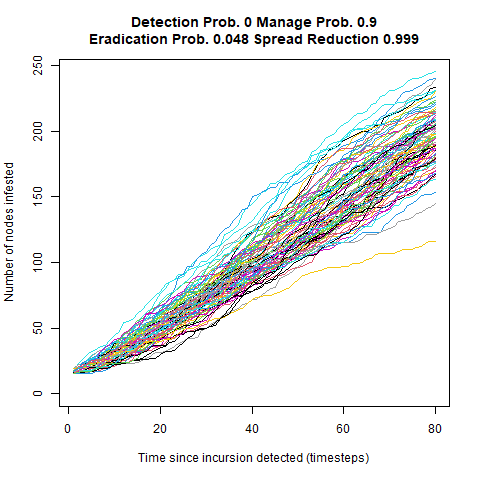 Detection Prob. 0 Manage Prob. 0.9
Eradication Prob. 0.048 Spread Reduction 0.999
Number of nodes infested
250
200
150
100
50
0
0 20 40 60 80
Time since incursion detected (timesteps)